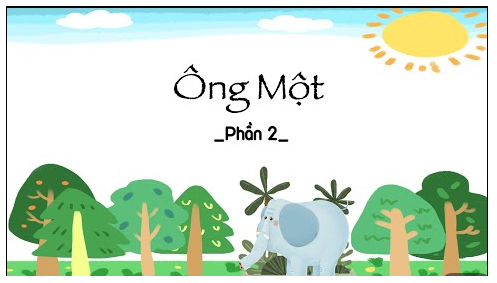 Ông Một
_Phần 2_